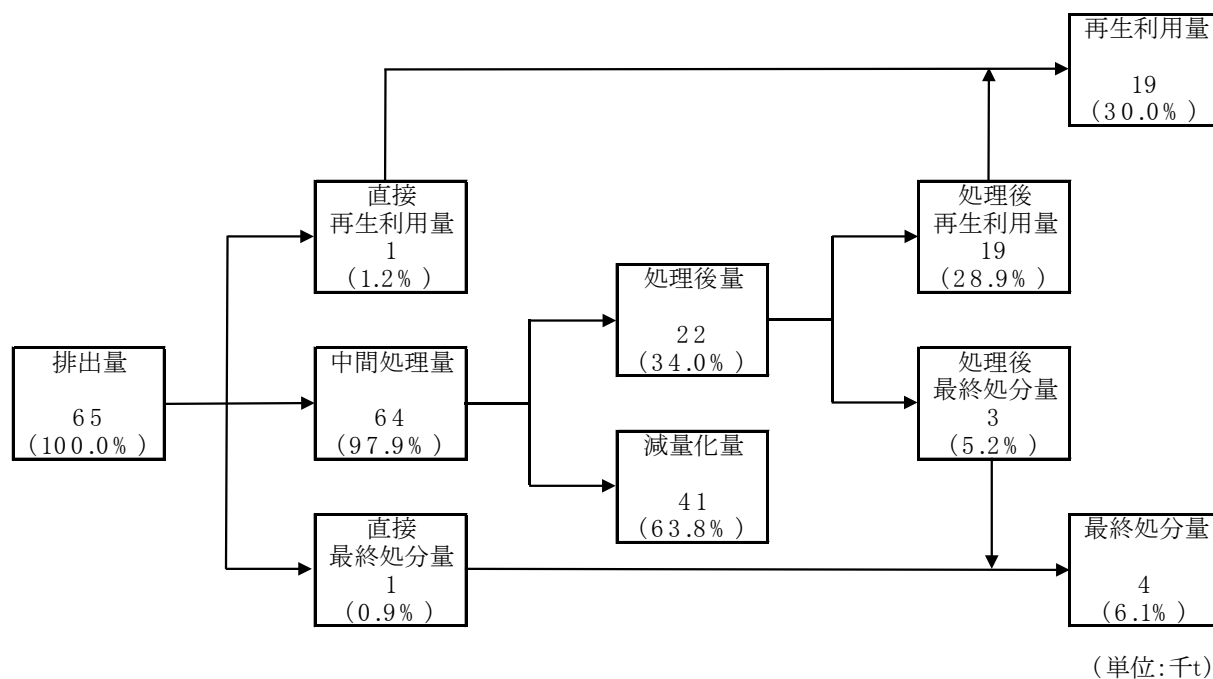 再生利用量
19
(30.0%)
直接
再生利用量
1
(1.2%)
処理後
再生利用量
19
(28.9%)
処理後量
22
(34.0%)
排出量
65
(100.0%)
中間処理量
64
(97.9%)
処理後
最終処分量
3
(5.2%)
減量化量
41
(63.8%)
直接
最終処分量
1
(0.9%)
最終処分量
4
(6.1%)
(単位:千t)